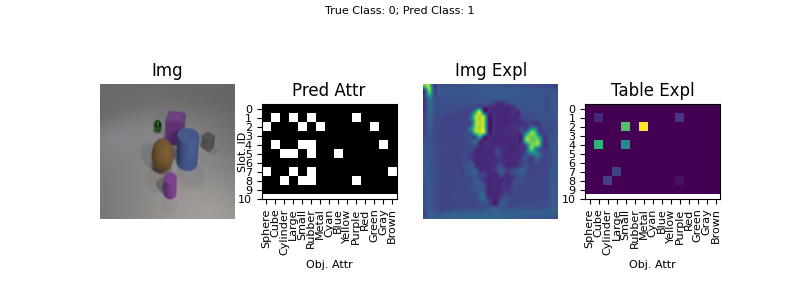 True Class: 0; Pred Class: 1
Img
Pred Attr
Img Expl
Table Expl
Slot. ID
0
1
2
3
4
5
6
7
8
9
10
Sphere
Cube
Cylinder
Large
Small
Rubber
Metal
Cyan
Blue
Yellow
Purple
Red
Green
Gray
Brown
Obj. Attr
0
1
2
3
4
5
6
7
8
9
10
Sphere
Cube
Cylinder
Large
Small
Rubber
Metal
Cyan
Blue
Yellow
Purple
Red
Green
Gray
Brown
Obj. Attr